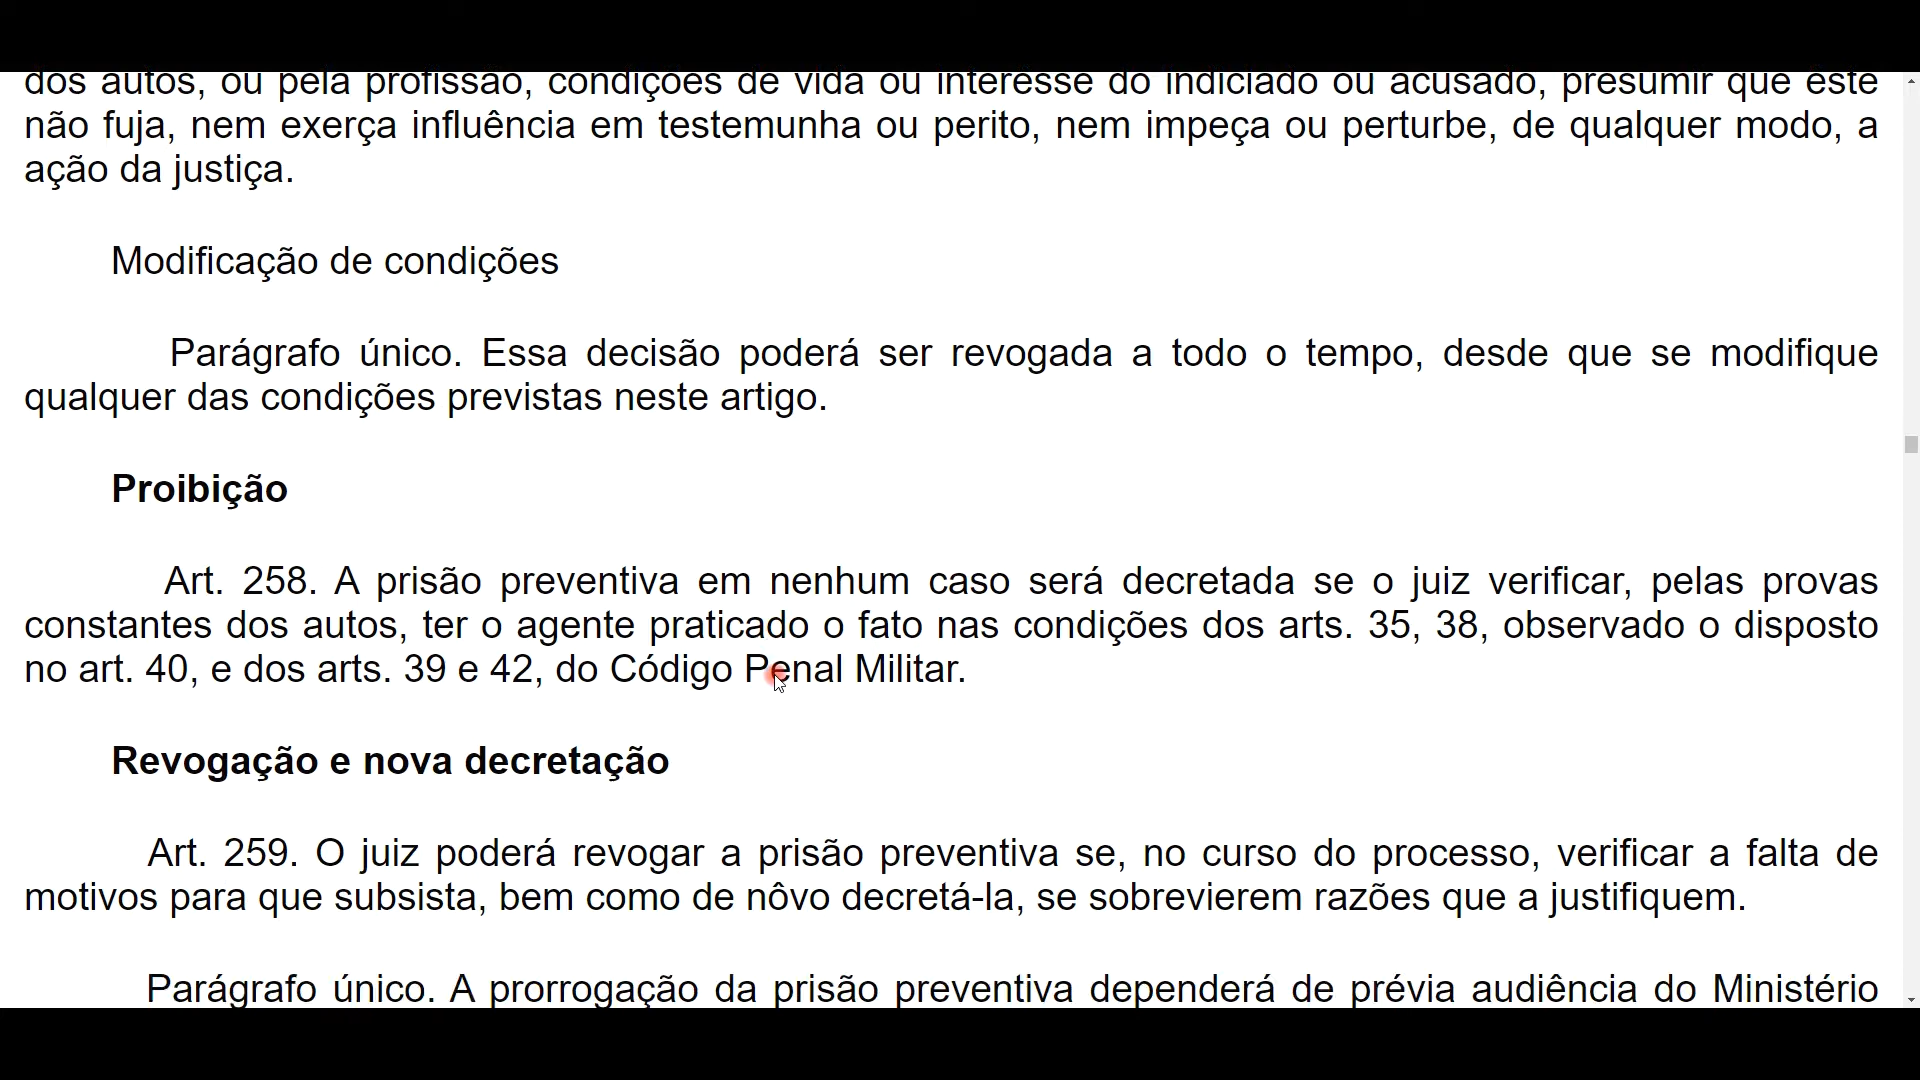 dos autos, ou pela profissão, condições de vida ou interesse do indiciado ou acusado, presumir que este
não fuja, nem exerça influência em testemunha ou perito, nem impeça ou perturbe, de qualquer modo, a
ação da justiça.
Modificação de condições
Parágrafo único. Essa decisão poderá ser revogada a todo o tempo, desde que se modifique
qualquer das condições previstas neste artigo.
Proibição
Art. 258. A prisão preventiva em nenhum caso será decretada se o juiz verificar, pelas provas
constantes dos autos, ter o agente praticado o fato nas condições dos arts. 35, 38, observado o disposto
no art. 40, e dos arts. 39 e 42, do Código Penal Militar.
Revogação e nova decretação
Art. 259. O juiz poderá revogar a prisão preventiva se, no curso do processo, verificar a falta de
motivos para que subsista, bem como de nôvo decretá-la, se sobrevierem razões que a justifiquem.
Parágrafo único. A prorrogação da prisão preventiva dependerá de prévia audiência do Ministério